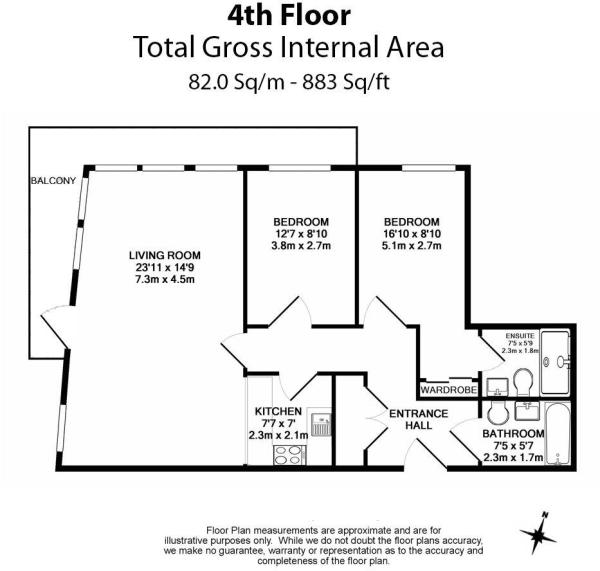 4th Floor
Total Gross Internal Area
82.0 Sq/m - 883 Sq/ft
BALCONY
LIVING ROOM
23'11 x 14'9
7.3m x 4.5m
BEDROOM
12'7 x 8'10
3.8m x 2.7m
BEDROOM
16'10 x 8'10
5.1m x 2.7m
ENSUITE
7'5 x 5'9
2.3m x 1.8m
WARDROBE
KITCHEN
7'7 x 7'
2.3m x 2.1m
ENTRANCE
HALL
BATHROOM
7'5 x 5'7
2.3m x 1.7m
N
Floor Plan measurements are approximate and are for
illustrative purposes only. While we do not doubt the floor plans accuracy,
we make no guarantee, warranty or representation as to the accuracy and
completeness of the floor plan.